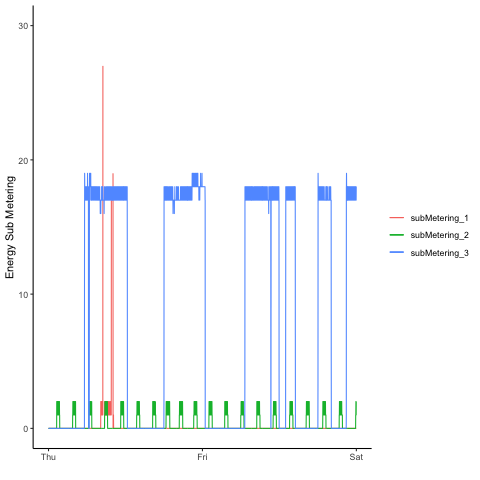 30
20
10
0
Energy Sub Metering
Thu
Fri
Sat
subMetering_1
subMetering_2
subMetering_3